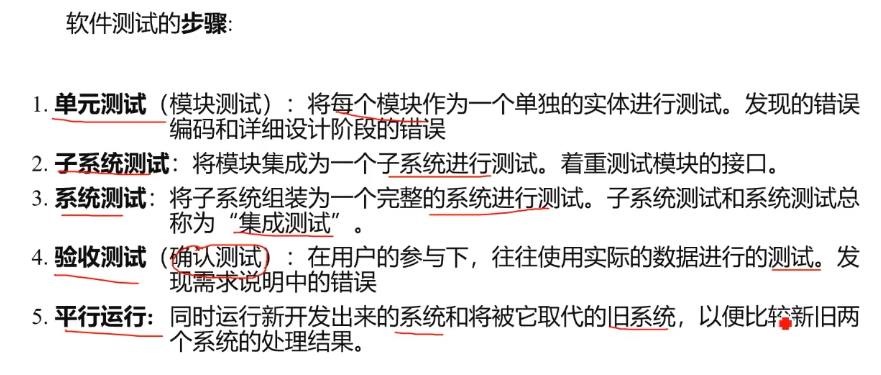 软件测试的步骤:
1. 单元测试（模块测试）：将每个模块作为一个单独的实体进行测试。发现的错误
编码和详细设计阶段的错误
2. 子系统测试：将模块集成为一个子系统进行测试。着重测试模块的接口。
3. 系统测试：将子系统组装为一个完整的系统进行测试。子系统测试和系统测试总
称为“集成测试”。
4. 验收测试（确认测试）：在用户的参与下，往往使用实际的数据进行的测试。发
现需求说明中的错误
5. 平行运行：同时运行新开发出来的系统和将被它取代的旧系统，以便比较新旧两
个系统的处理结果。